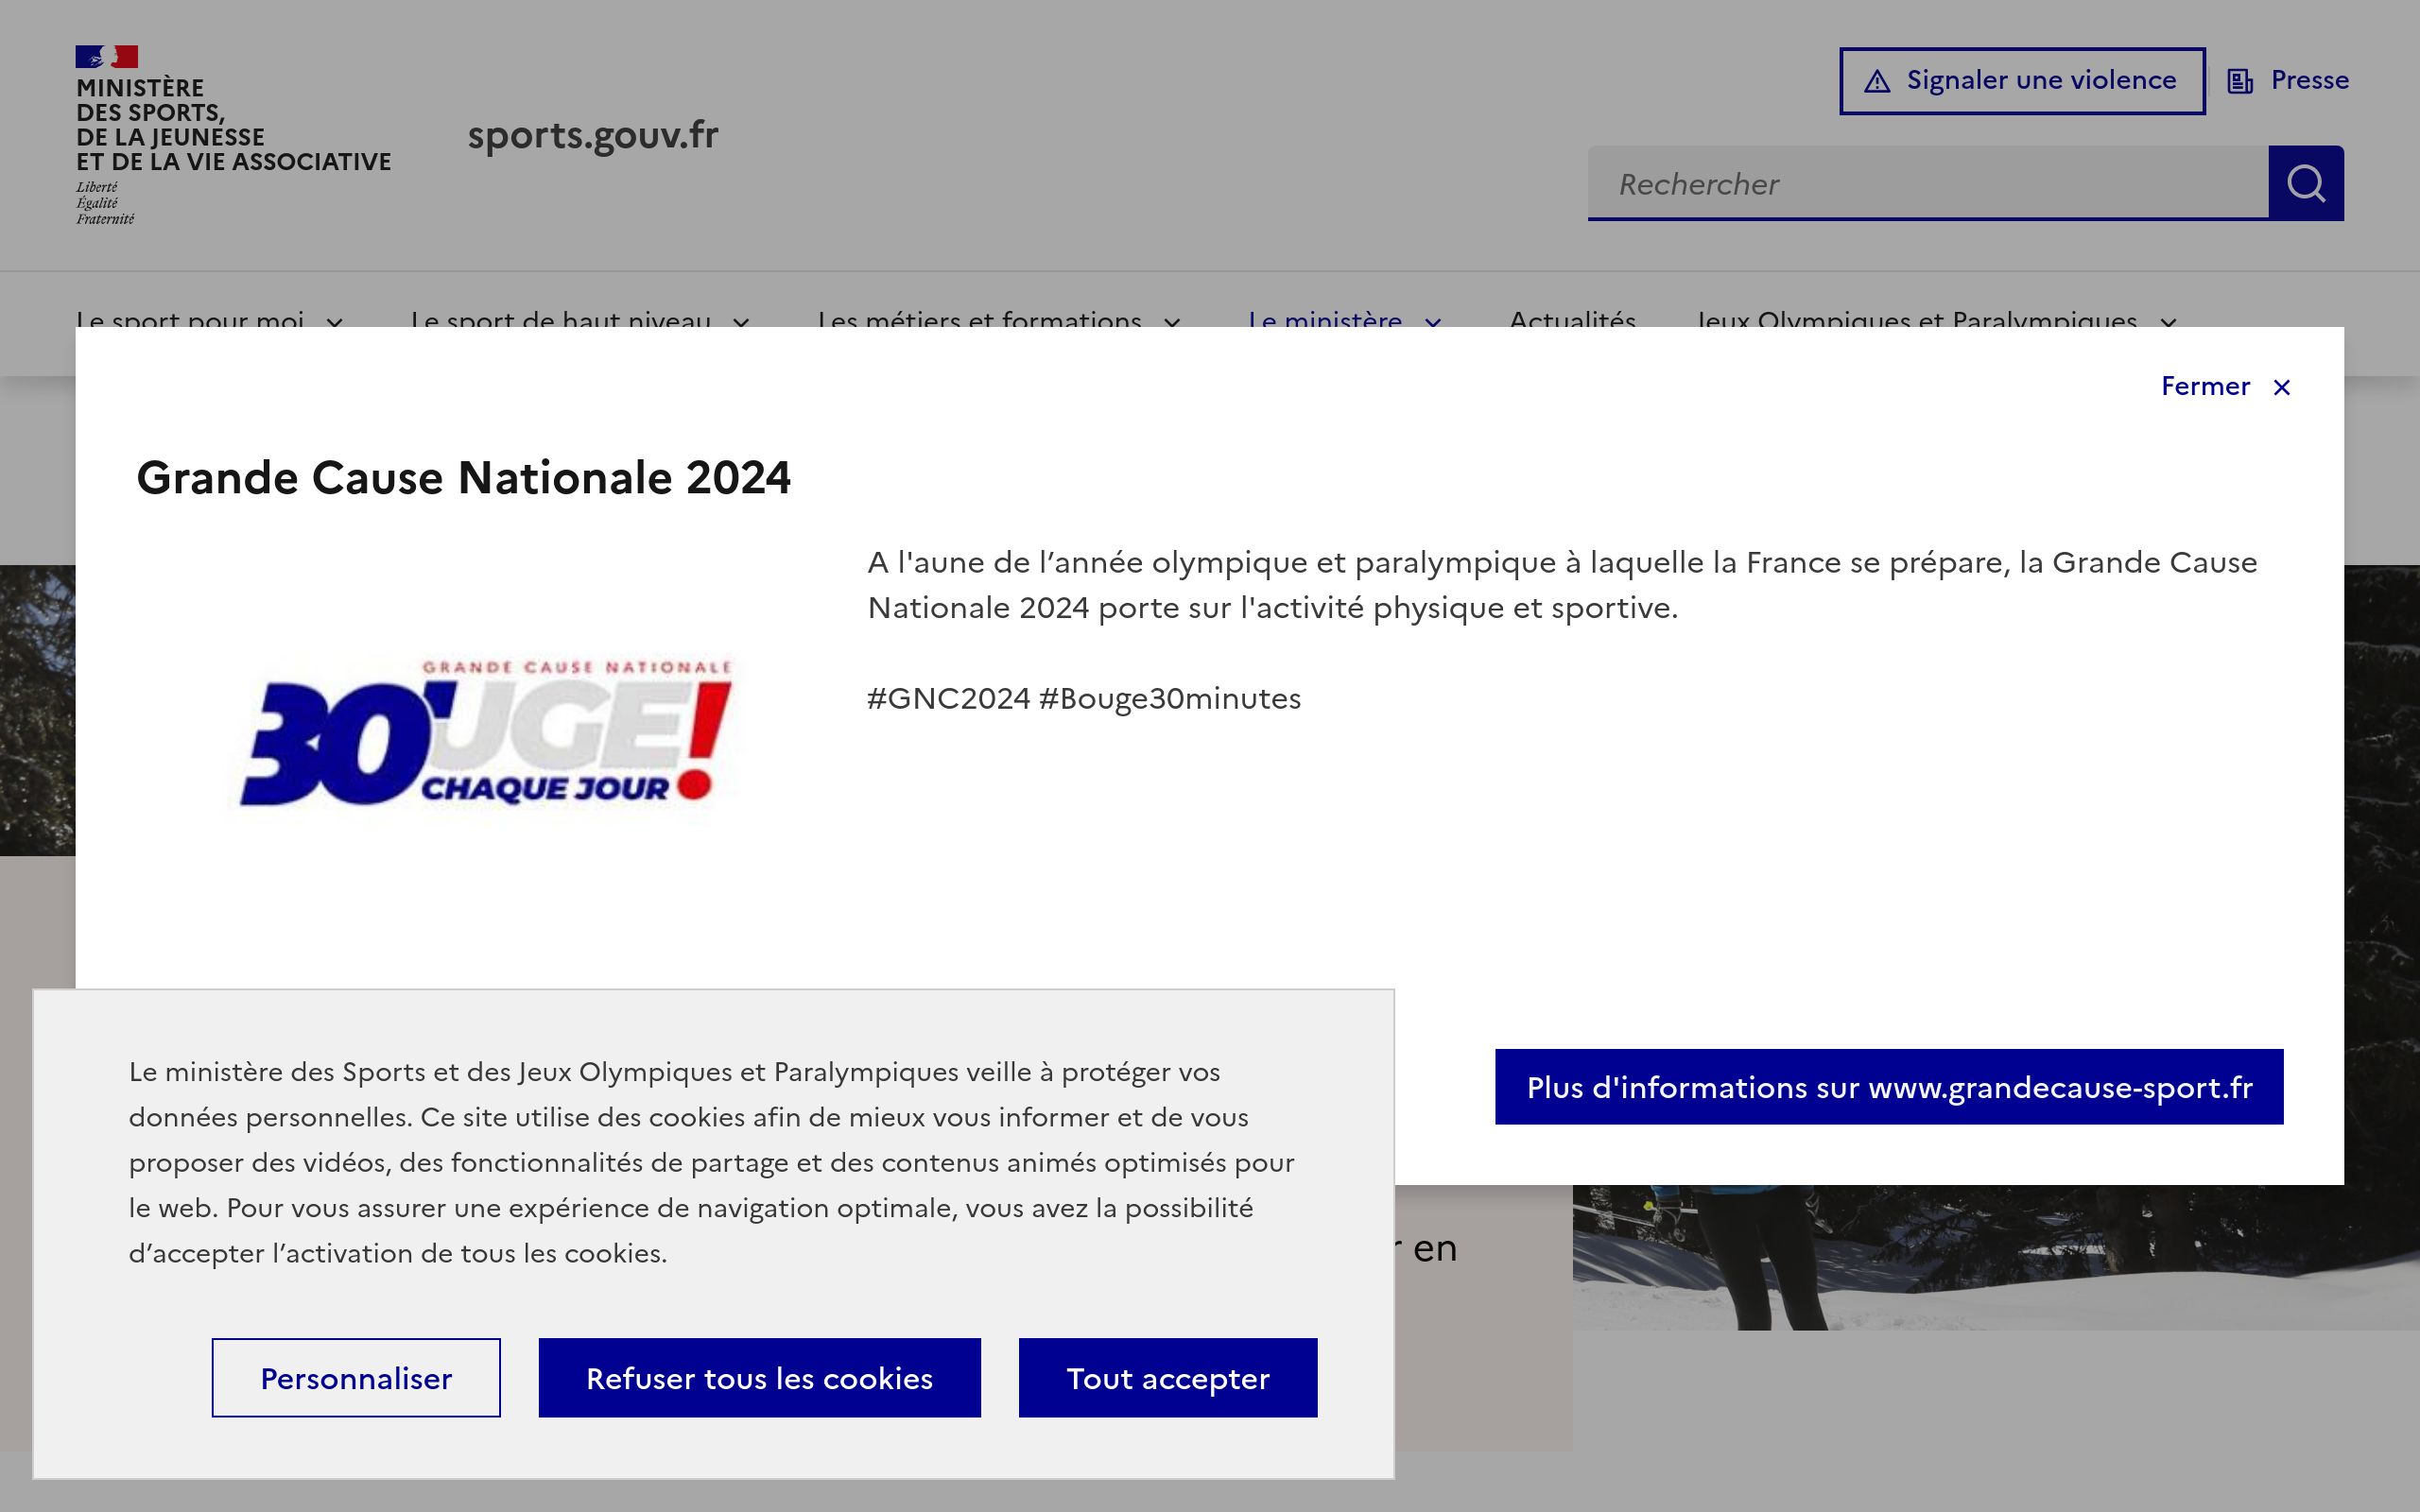 MINISTÈRE
DES SPORTS,
DE LA JEUNESSE
ET DE LA VIE ASSOCIATIVE
Liberté
Égalité
Fraternité
sports.gouv.fr
Signaler une violence
Presse
Rechercher
Le sport pour moi
Le sport de haut niveau
Les métiers et formations
Le ministère
Actualités
Jeux Olympiques et Paralympiques
Fermer
Grande Cause Nationale 2024
A l'aune de l’année olympique et paralympique à laquelle la France se prépare, la Grande Cause
Nationale 2024 porte sur l'activité physique et sportive.
#GNC2024 #Bouge30minutes
GRANDE CAUSE NATIONALE
30'UGE!
CHAQUE JOUR
Plus d'informations sur www.grandecause-sport.fr
Le ministère des Sports et des Jeux Olympiques et Paralympiques veille à protéger vos
données personnelles. Ce site utilise des cookies afin de mieux vous informer et de vous
proposer des vidéos, des fonctionnalités de partage et des contenus animés optimisés pour
le web. Pour vous assurer une expérience de navigation optimale, vous avez la possibilité
d’accepter l’activation de tous les cookies.
en
Personnaliser
Refuser tous les cookies
Tout accepter